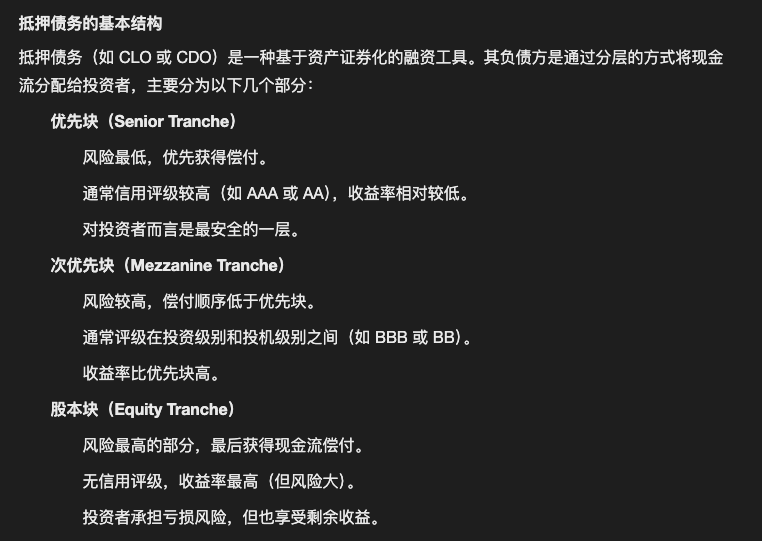 抵押债务的基本结构
抵押债务（如 CLO 或 CDO）是一种基于资产证券化的融资工具。其负债方是通过分层的方式将现金
流分配给投资者，主要分为以下几个部分：
优先块（Senior Tranche）
风险最低，优先获得偿付。
通常信用评级较高（如 AAA 或 AA），收益率相对较低。
对投资者而言是最安全的一层。
次优先块（Mezzanine Tranche）
风险较高，偿付顺序低于优先块。
通常评级在投资级别和投机级别之间（如 BBB 或 BB）。
收益率比优先块高。
股本块（Equity Tranche）
风险最高的部分，最后获得现金流偿付。
无信用评级，收益率最高（但风险大）。
投资者承担亏损风险，但也享受剩余收益。